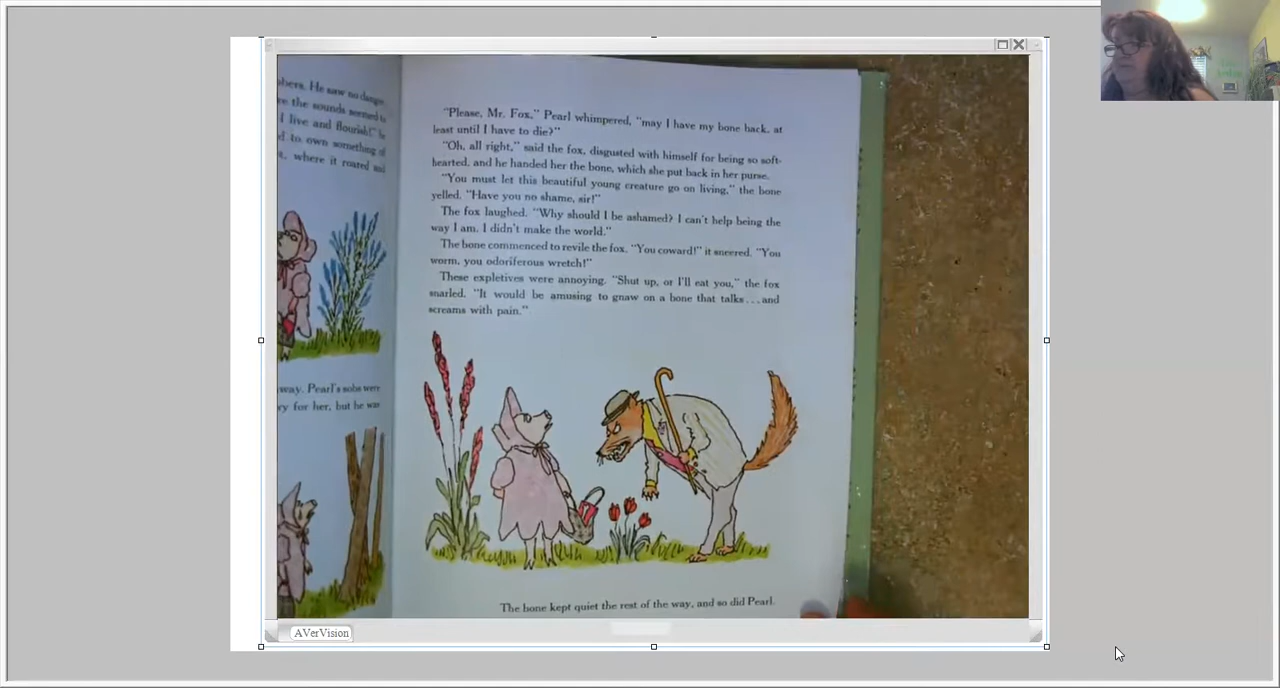 bers. He saw no danger
the sounds seemed to
I live and flourish!" he
d to own something of
, where it roared and
way. Pearl's sobs were
ry for her, but he was
"Please, Mr. Fox," Pearl whimpered, "may I have my bone back, at
least until I have to die?"
"Oh, all right," said the fox, disgusted with himself for being so soft-
hearted, and he handed her the bone, which she put back in her purse.
"You must let this beautiful young creature go on living," the bone
yelled. "Have you no shame, sir!"
The fox laughed. "Why should I be ashamed? I can't help being the
way I am. I didn't make the world."
The bone commenced to revile the fox. "You coward!" it sneered. "You
worm, you odoriferous wretch!"
These expletives were annoying. "Shut up, or I'll eat you," the fox
snarled. "It would be amusing to gnaw on a bone that talks...and
screams with pain."
The bone kept quiet the rest of the way, and so did Pearl.
AVerVision